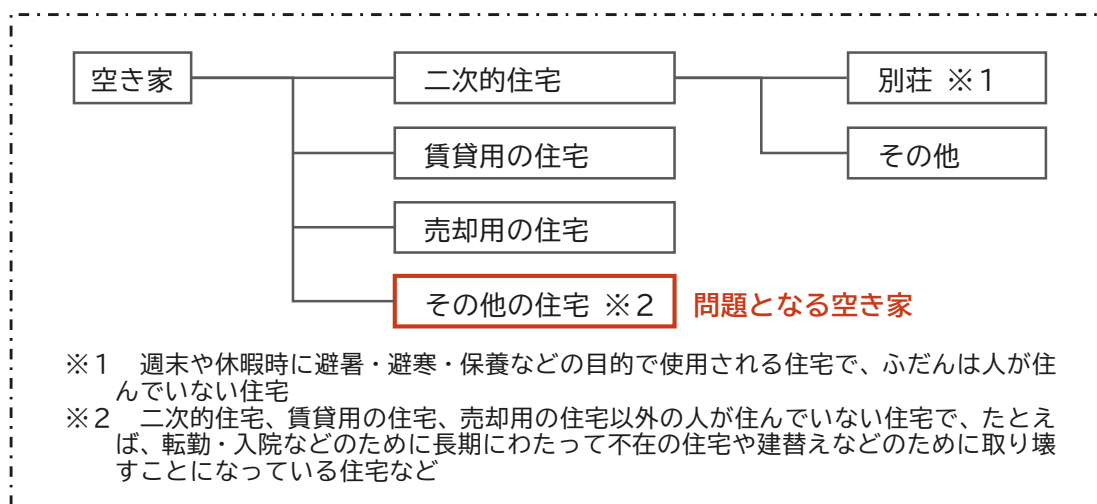 空き家
二次的住宅
別荘 ※1
賃貸用の住宅
その他
売却用の住宅
その他の住宅 ※2
問題となる空き家
※1 週末や休暇時に避暑・避寒・保養などの目的で使用される住宅で、ふだんは人が住
んでいない住宅
※2 二次的住宅、賃貸用の住宅、売却用の住宅以外の人が住んでいない住宅で、たとえ
ば、転勤・入院などのために長期にわたって不在の住宅や建替えなどのために取り壊
すことになっている住宅など